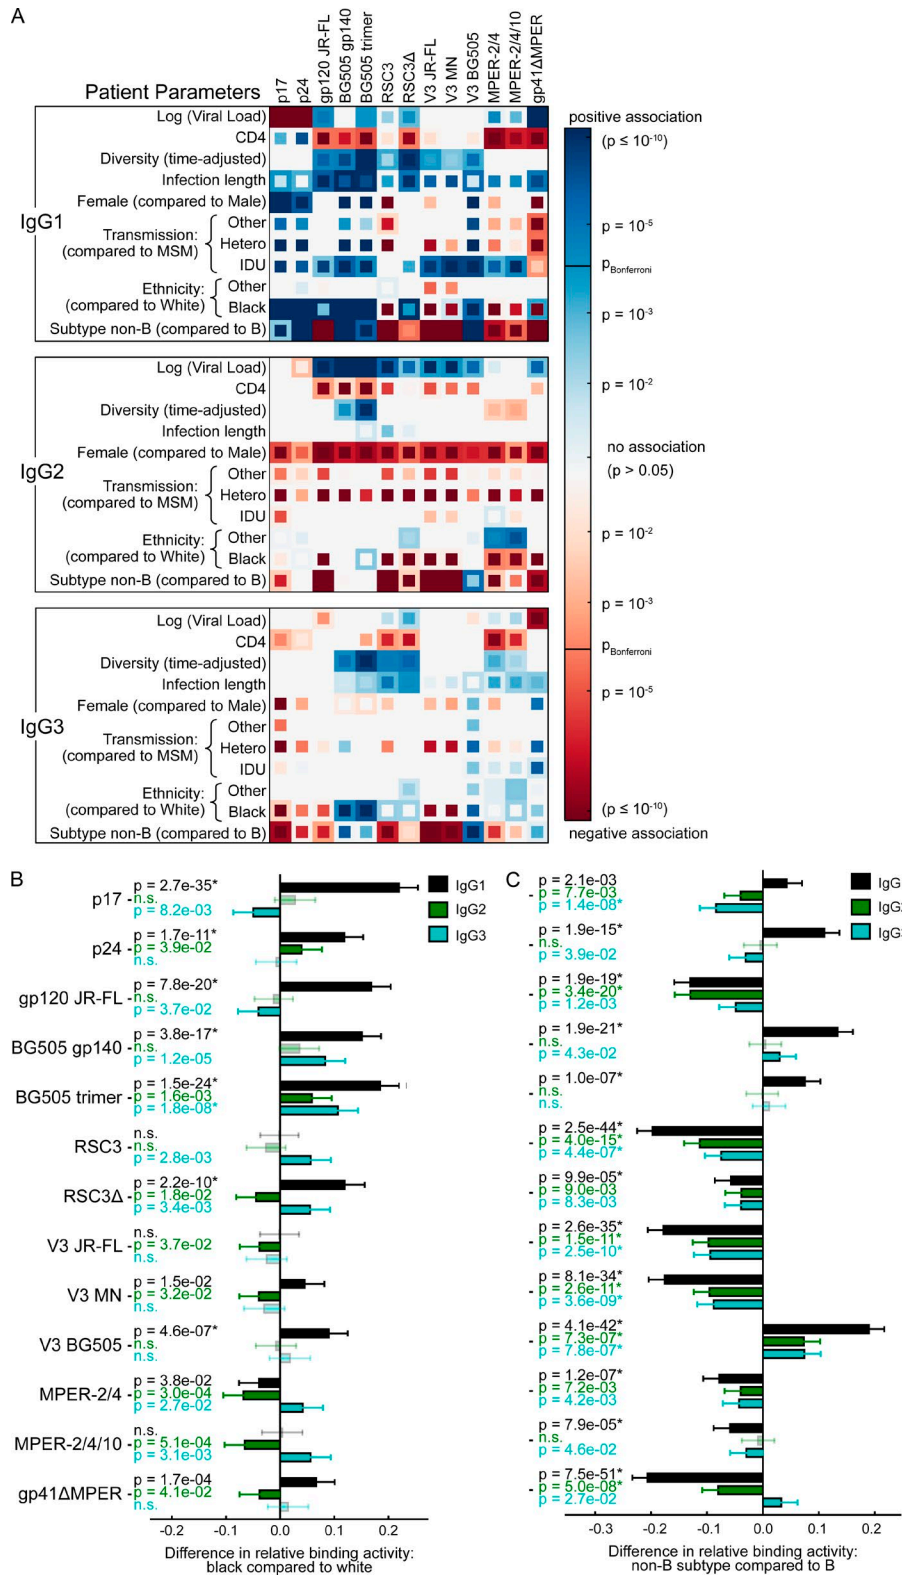 A
p17
p24
gp120 JR-FL
BG505 gp140
BG505 trimer
RSC3
RSC3Δ
V3 JR-FL
V3 MN
V3 BG505
MPER-2/4
MPER-2/4/10
gp41ΔMPER
Patient Parameters
IgG1
Log (Viral Load)
CD4
Diversity (time-adjusted)
Infection length
Female (compared to Male)
Transmission:
(compared to MSM)
Other
Hetero
IDU
Ethnicity:
(compared to White)
Other
Black
Subtype non-B (compared to B)
IgG2
Log (Viral Load)
CD4
Diversity (time-adjusted)
Infection length
Female (compared to Male)
Transmission:
(compared to MSM)
Other
Hetero
IDU
Ethnicity:
(compared to White)
Other
Black
Subtype non-B (compared to B)
IgG3
Log (Viral Load)
CD4
Diversity (time-adjusted)
Infection length
Female (compared to Male)
Transmission:
(compared to MSM)
Other
Hetero
IDU
Ethnicity:
(compared to White)
Other
Black
Subtype non-B (compared to B)
positive association
(p ≤ 10⁻¹⁰)
p = 10⁻⁵
pBonferroni
p = 10⁻³
p = 10⁻²
no association
(p > 0.05)
p = 10⁻²
p = 10⁻³
pBonferroni
p = 10⁻⁵
(p ≤ 10⁻¹⁰)
negative association
B
IgG1
IgG2
IgG3
p17
p = 2.7e-35*
n.s.
p = 8.2e-03
p24
p = 1.7e-11*
p = 3.9e-02
n.s.
gp120 JR-FL
p = 7.8e-20*
n.s.
p = 3.7e-02
BG505 gp140
p = 3.8e-17*
n.s.
p = 1.2e-05
BG505 trimer
p = 1.5e-24*
p = 1.6e-03
p = 1.8e-08*
RSC3
n.s.
n.s.
p = 2.8e-03
RSC3Δ
p = 2.2e-10*
p = 1.8e-02
p = 3.4e-03
V3 JR-FL
n.s.
p = 3.7e-02
n.s.
V3 MN
p = 1.5e-02
p = 3.2e-02
n.s.
V3 BG505
p = 4.6e-07*
n.s.
n.s.
MPER-2/4
p = 3.8e-02
p = 3.0e-04
p = 2.7e-02
MPER-2/4/10
n.s.
p = 5.1e-04
p = 3.1e-03
gp41ΔMPER
p = 1.7e-04
p = 4.1e-02
n.s.
-0.2 -0.1 0.0 0.1 0.2
Difference in relative binding activity:
black compared to white
C
IgG
IgG
IgG
p = 2.1e-03
p = 7.7e-03
p = 1.4e-08*
p = 1.9e-15*
n.s.
p = 3.9e-02
p = 1.9e-19*
p = 3.4e-20*
p = 1.2e-03
p = 1.9e-21*
n.s.
p = 4.3e-02
p = 1.0e-07*
n.s.
n.s.
p = 2.5e-44*
p = 4.0e-15*
p = 4.4e-07*
p = 9.9e-05*
p = 9.0e-03
p = 8.3e-03
p = 2.6e-35*
p = 1.5e-11*
p = 2.5e-10*
p = 8.1e-34*
p = 2.6e-11*
p = 3.6e-09*
p = 4.1e-42*
p = 7.3e-07*
p = 7.8e-07*
p = 1.2e-07*
p = 7.2e-03
p = 4.2e-03
p = 7.9e-05*
n.s.
p = 4.6e-02
p = 7.5e-51*
p = 5.0e-08*
p = 2.7e-02
-0.3 -0.2 -0.1 0.0 0.1 0.2
Difference in relative binding activity:
non-B subtype compared to B